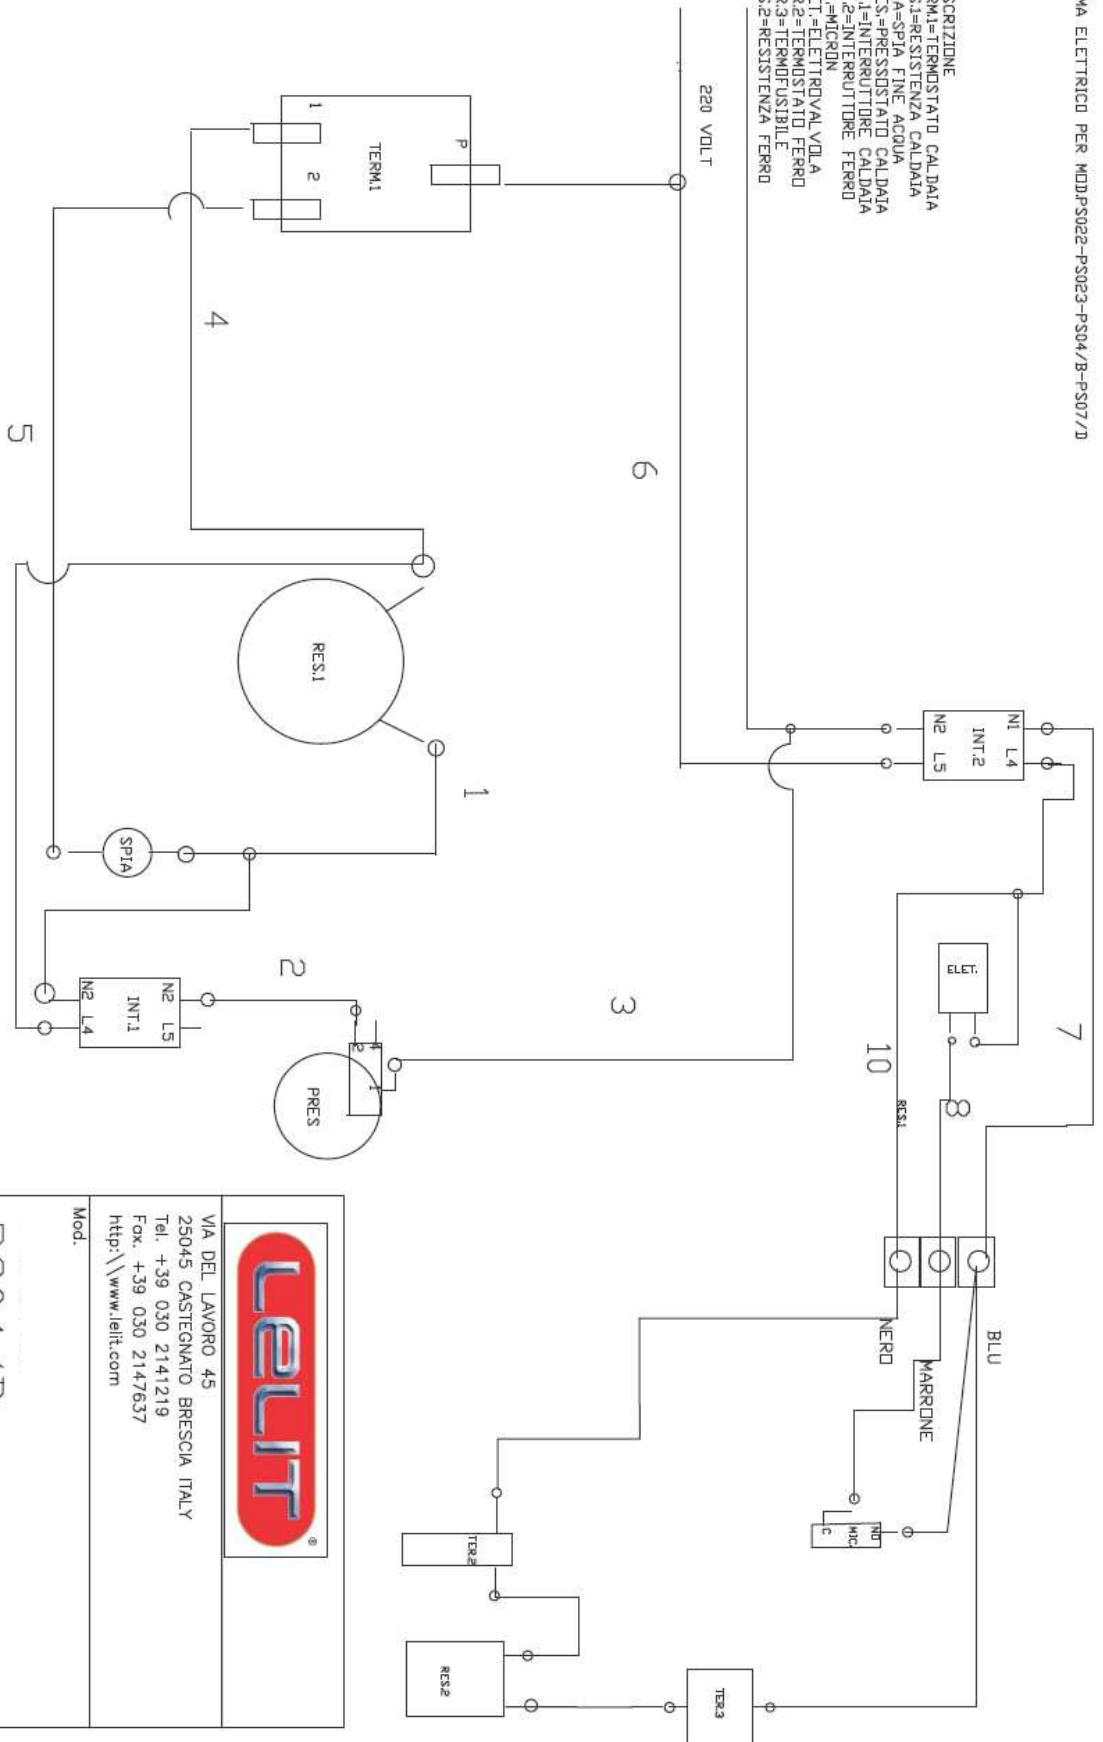 MA ELETTRICO PER MOD.PS022-PS023-PS04/B-PS07/D
SCRIZIONE
RM.1=TERMOSTATO CALDAIA
S.1=RESISTENZA CALDAIA
A=SPIA FINE ACQUA
ES.=PRESSOSTATO CALDAIA
.1=INTERRUTTORE CALDAIA
.2=INTERRUTTORE FERRO
.=MICRON
ET.=ELETTROVALVOLA
R.2=TERMOSTATO FERRO
R.3=TERMOFUSIBILE
S.2=RESISTENZA FERRO
220 VOLT
P
TERM.1
1 2
4
5
6
RES.1
1
SPIA
N1 L4
INT.2
N2 L5
ELET.
7
8
10
RES.1
3
2
N2 L5
INT.1
N2 L4
4
2
1
PRES
BLU
MARRONE
NERO
NO
MIC.
C
TER.2
RES.2
TER.3
LELIT
®
VIA DEL LAVORO 45
25045 CASTEGNATO BRESCIA ITALY
Tel. +39 030 2141219
Fax. +39 030 2147637
http:\\www.lelit.com
Mod.